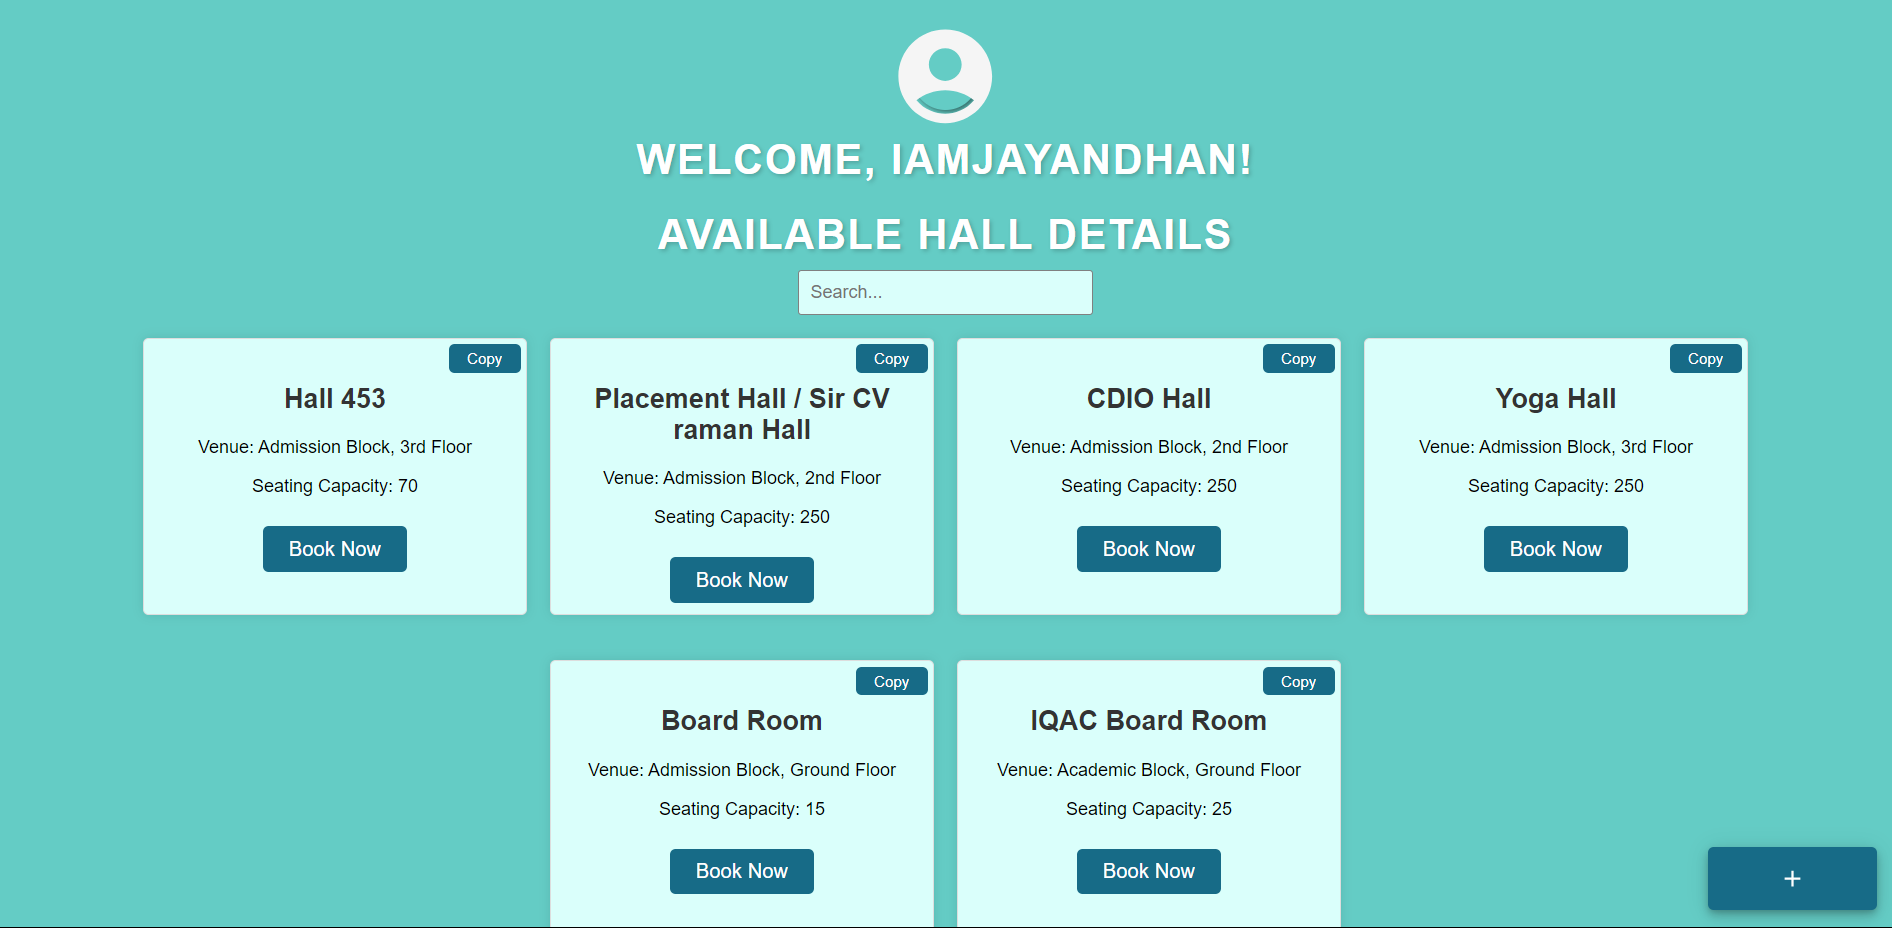 WELCOME, IAMJAYANDHAN!
AVAILABLE HALL DETAILS
Search...
Copy
Hall 453
Venue: Admission Block, 3rd Floor
Seating Capacity: 70
Book Now
Copy
Placement Hall / Sir CV
raman Hall
Venue: Admission Block, 2nd Floor
Seating Capacity: 250
Book Now
Copy
CDIO Hall
Venue: Admission Block, 2nd Floor
Seating Capacity: 250
Book Now
Copy
Yoga Hall
Venue: Admission Block, 3rd Floor
Seating Capacity: 250
Book Now
Copy
Board Room
Venue: Admission Block, Ground Floor
Seating Capacity: 15
Book Now
Copy
IQAC Board Room
Venue: Academic Block, Ground Floor
Seating Capacity: 25
Book Now
+